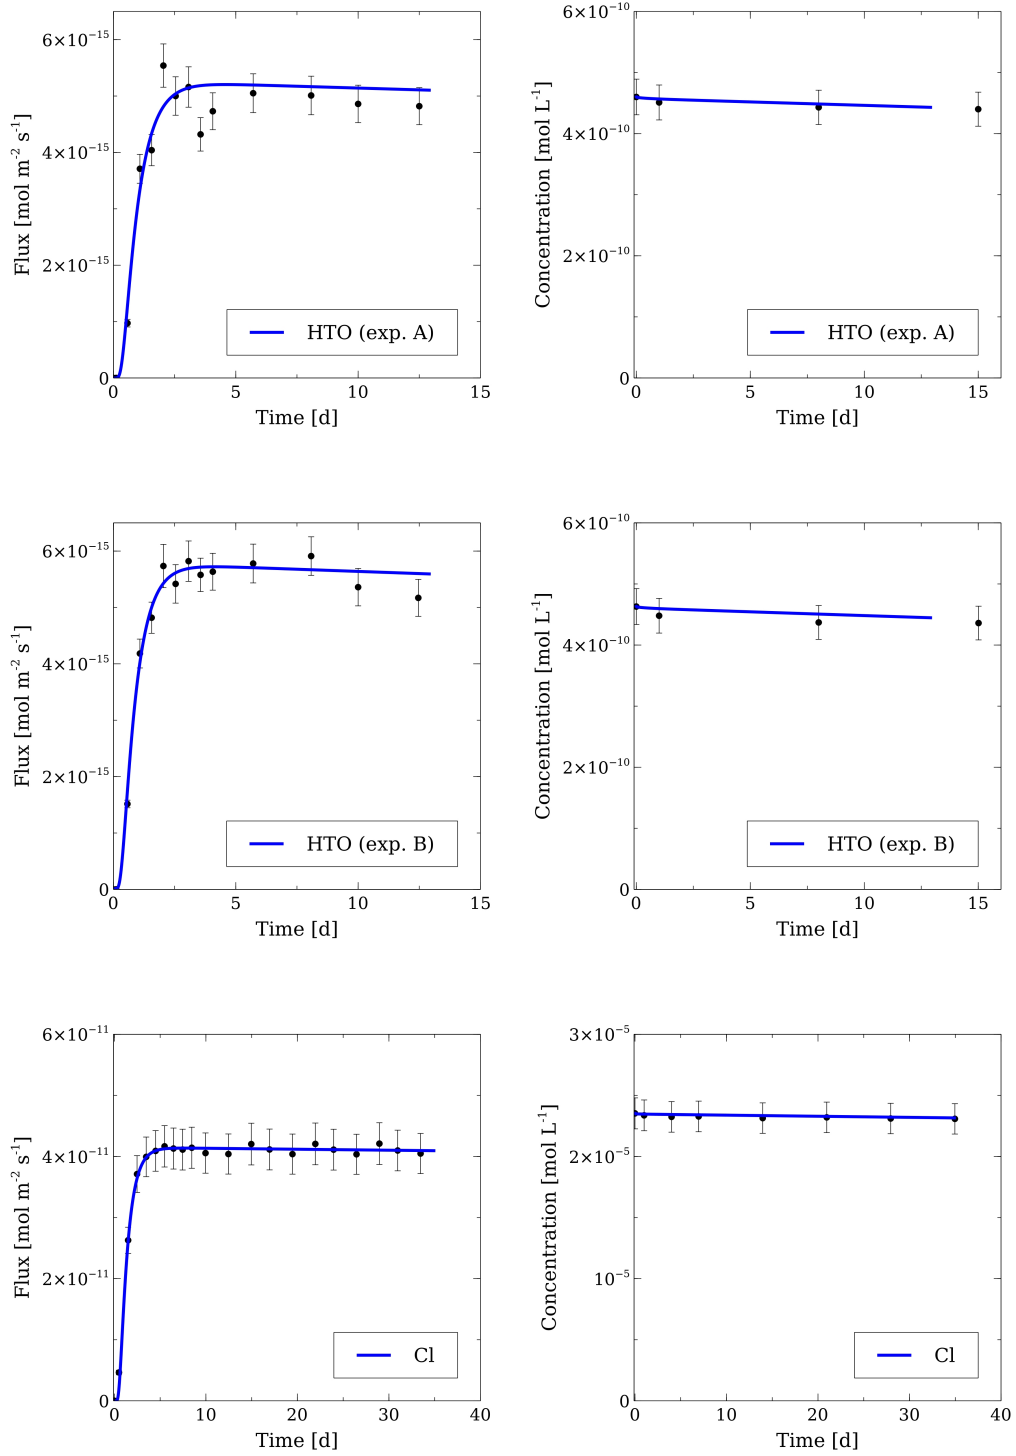 6×10⁻¹⁵
4×10⁻¹⁵
2×10⁻¹⁵
0
Flux [mol m⁻² s⁻¹]
HTO (exp. A)
0 5 10 15
Time [d]
6×10⁻¹⁰
4×10⁻¹⁰
2×10⁻¹⁰
0
Concentration [mol L⁻¹]
HTO (exp. A)
0 5 10 15
Time [d]
6×10⁻¹⁵
4×10⁻¹⁵
2×10⁻¹⁵
0
Flux [mol m⁻² s⁻¹]
HTO (exp. B)
0 5 10 15
Time [d]
6×10⁻¹⁰
4×10⁻¹⁰
2×10⁻¹⁰
0
Concentration [mol L⁻¹]
HTO (exp. B)
0 5 10 15
Time [d]
6×10⁻¹¹
4×10⁻¹¹
2×10⁻¹¹
0
Flux [mol m⁻² s⁻¹]
Cl
0 10 20 30 40
Time [d]
3×10⁻⁵
2×10⁻⁵
10⁻⁵
0
Concentration [mol L⁻¹]
Cl
0 10 20 30 40
Time [d]